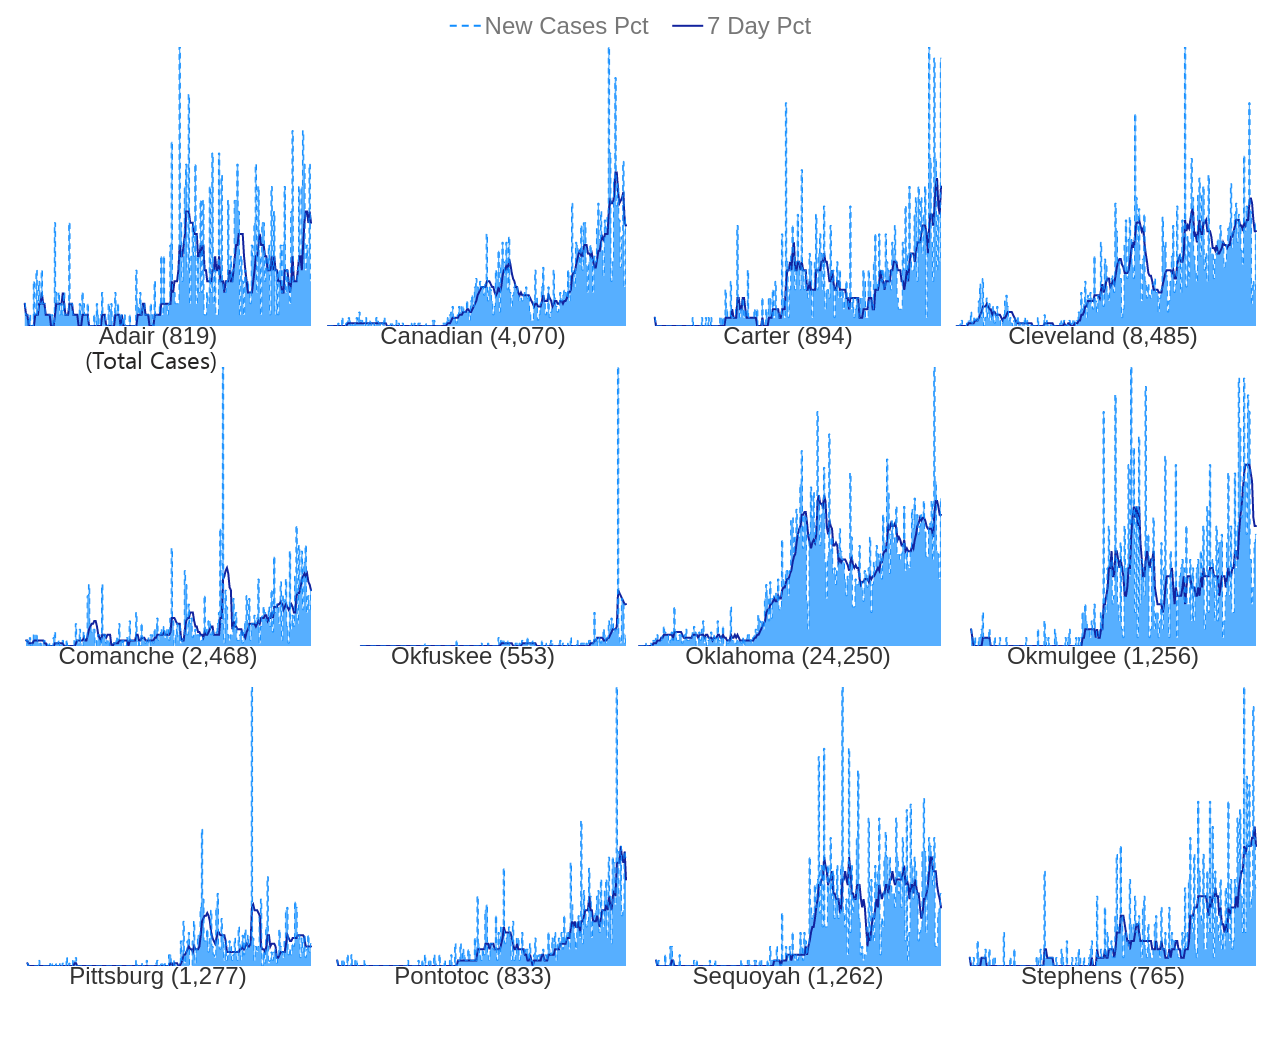 New Cases Pct 7 Day Pct
Adair (819) Canadian (4,070) Carter (894) Cleveland (8,485)
(Total Cases)
Comanche (2,468) Okfuskee (553) Oklahoma (24,250) Okmulgee (1,256)
Pittsburg (1,277) Pontotoc (833) Sequoyah (1,262) Stephens (765)